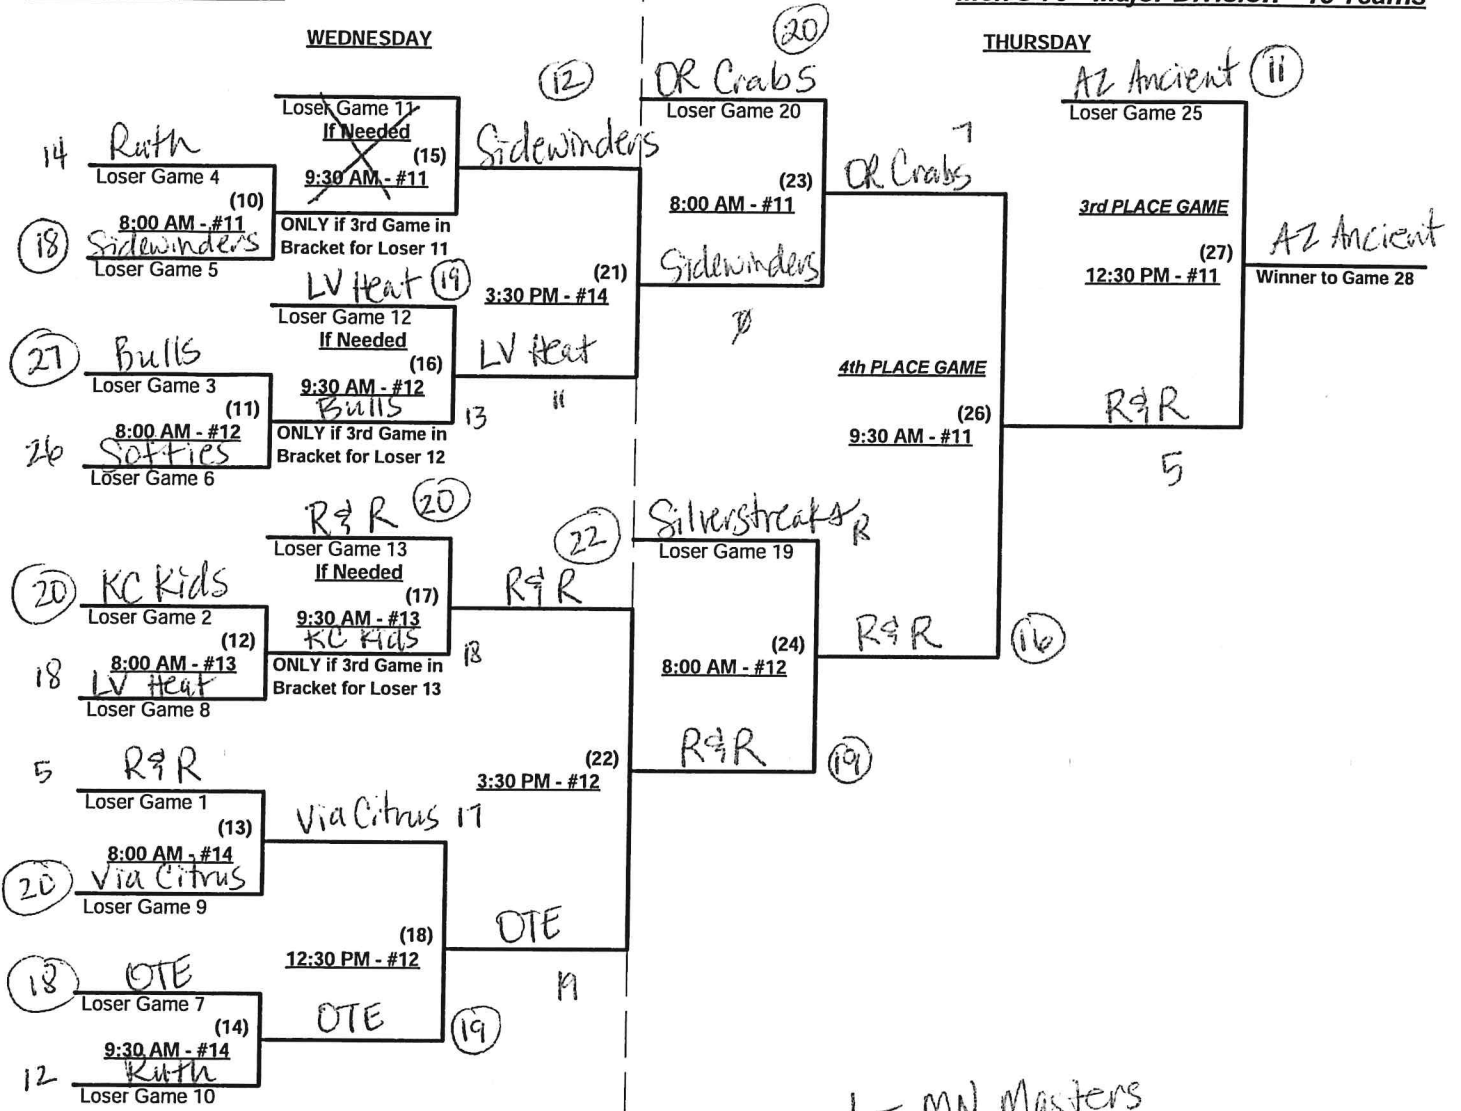 WEDNESDAY
THURSDAY
Loser Game 11
If Needed
(15)
9:30 AM - #11
ONLY if 3rd Game in
Bracket for Loser 11
14 Ruth
Loser Game 4
(10)
8:00 AM - #11
18 Sidewinders
Loser Game 5
12
Sidewinders
LV Heat 19
Loser Game 12
If Needed
(16)
9:30 AM - #12
Bulls
13
ONLY if 3rd Game in
Bracket for Loser 12
(21)
3:30 PM - #14
LV Heat
11
27 Bulls
Loser Game 3
(11)
8:00 AM - #12
26 Softies
Loser Game 6
R&R 20
Loser Game 13
If Needed
(17)
9:30 AM - #13
KC Kids
18
ONLY if 3rd Game in
Bracket for Loser 13
20 KC Kids
Loser Game 2
(12)
8:00 AM - #13
18 LV Heat
Loser Game 8
22
R&R
5 R&R
Loser Game 1
(13)
8:00 AM - #14
20 Via Citrus
Loser Game 9
Via Citrus 17
(18)
12:30 PM - #12
OTE 19
18 OTE
Loser Game 7
(14)
9:30 AM - #14
12 Ruth
Loser Game 10
(22)
3:30 PM - #12
OTE
19
20
OR Crabs
Loser Game 20
(23)
8:00 AM - #11
Sidewinders
OR Crabs
7
Silverstreaks
Loser Game 19
(24)
8:00 AM - #12
R&R 19
4th PLACE GAME
(26)
9:30 AM - #11
R&R 16
AZ Ancient 11
Loser Game 25
3rd PLACE GAME
(27)
12:30 PM - #11
R&R
5
AZ Ancient
Winner to Game 28
MN Masters